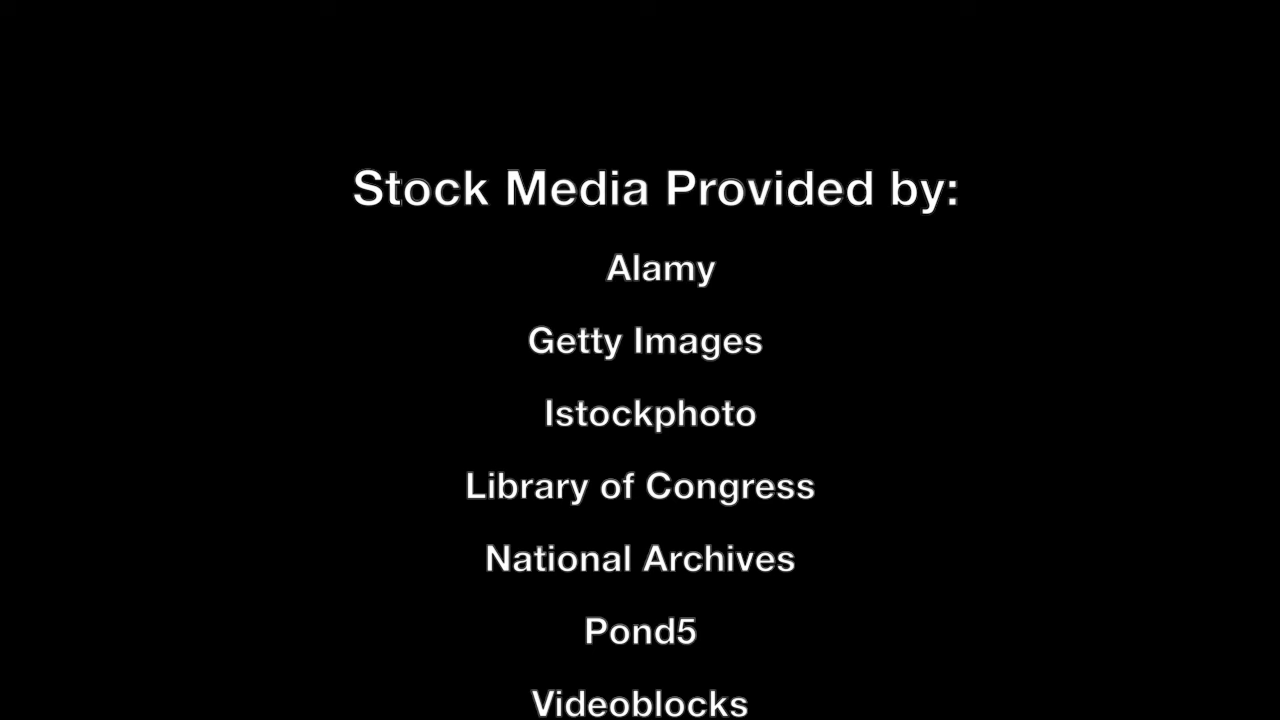 Stock Media Provided by:
Alamy
Getty Images
Istockphoto
Library of Congress
National Archives
Pond5
Videoblocks